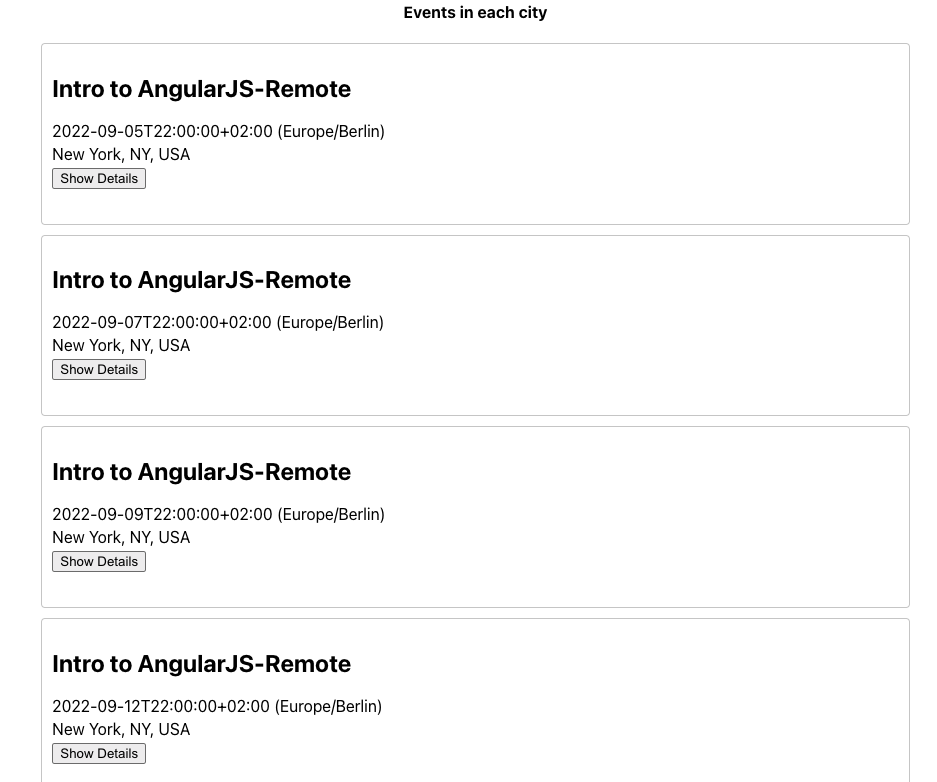 Events in each city
Intro to AngularJS-Remote
2022-09-05T22:00:00+02:00 (Europe/Berlin)
New York, NY, USA
Show Details
Intro to AngularJS-Remote
2022-09-07T22:00:00+02:00 (Europe/Berlin)
New York, NY, USA
Show Details
Intro to AngularJS-Remote
2022-09-09T22:00:00+02:00 (Europe/Berlin)
New York, NY, USA
Show Details
Intro to AngularJS-Remote
2022-09-12T22:00:00+02:00 (Europe/Berlin)
New York, NY, USA
Show Details